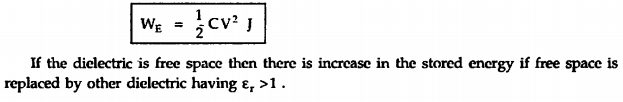 W_E = 1/2 CV² J
If the dielectric is free space then there is increase in the stored energy if free space is
replaced by other dielectric having ε_r >1 .